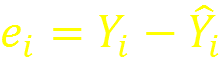 e_i = Y_i − Ŷ_i